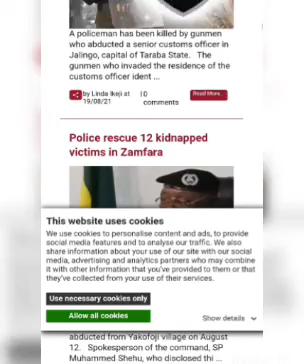 A policeman has been killed by gunmen
who abducted a senior customs officer in
Jalingo, capital of Taraba State. The
gunmen who invaded the residence of the
customs officer ident ...
by Linda Ikeji at
19/08/21
| 0
comments
Read More...
Police rescue 12 kidnapped
victims in Zamfara
This website uses cookies
We use cookies to personalise content and ads, to provide
social media features and to analyse our traffic. We also
share information about your use of our site with our social
media, advertising and analytics partners who may combine
it with other information that you've provided to them or that
they've collected from your use of their services.
Use necessary cookies only
Allow all cookies
Show details
abducted from Yakofoji village on August
12. Spokesperson of the command, SP
Muhammed Shehu, who disclosed thi ...